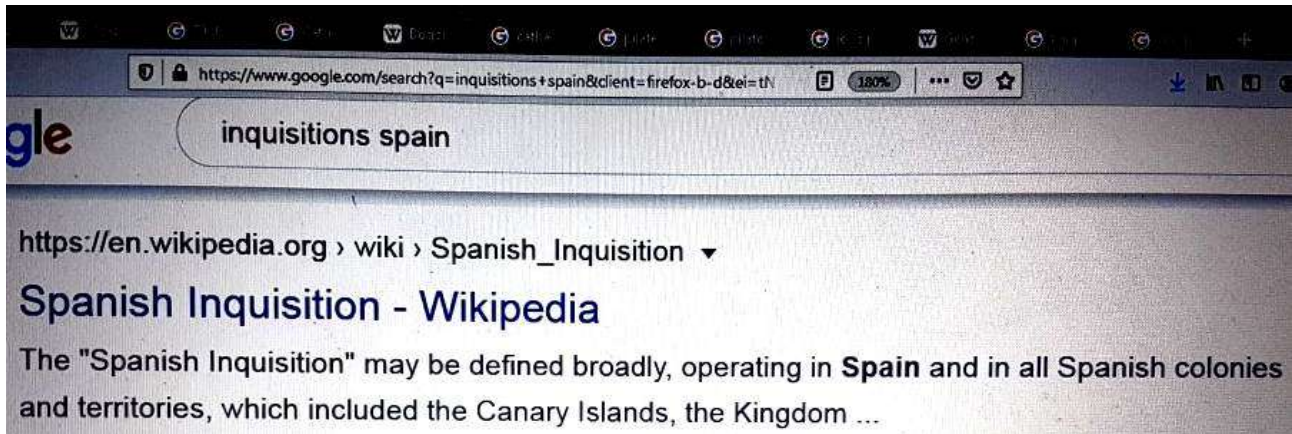 https://www.google.com/search?q=inquisitions+spain&client=firefox-b-d&ei=tN 180%
gle inquisitions spain
https://en.wikipedia.org › wiki › Spanish_Inquisition
Spanish Inquisition - Wikipedia
The "Spanish Inquisition" may be defined broadly, operating in Spain and in all Spanish colonies
and territories, which included the Canary Islands, the Kingdom ...